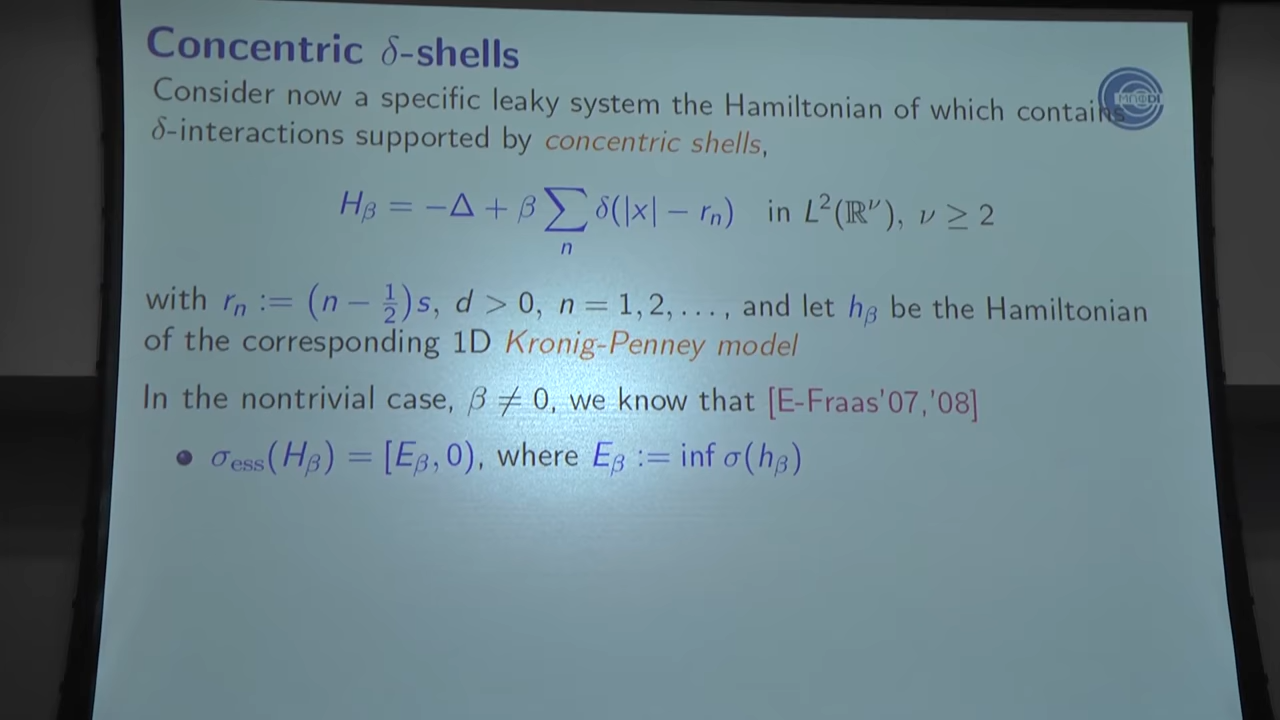 Concentric δ-shells
Consider now a specific leaky system the Hamiltonian of which contains
δ-interactions supported by concentric shells,
H_β = −Δ + β ∑_n δ(|x| − r_n) in L²(ℝ^ν), ν ≥ 2
with r_n := (n − ½)s, d > 0, n = 1, 2, . . . , and let h_β be the Hamiltonian
of the corresponding 1D Kronig-Penney model
In the nontrivial case, β ≠ 0, we know that [E-Fraas'07,'08]
• σ_ess(H_β) = [E_β, 0), where E_β := inf σ(h_β)